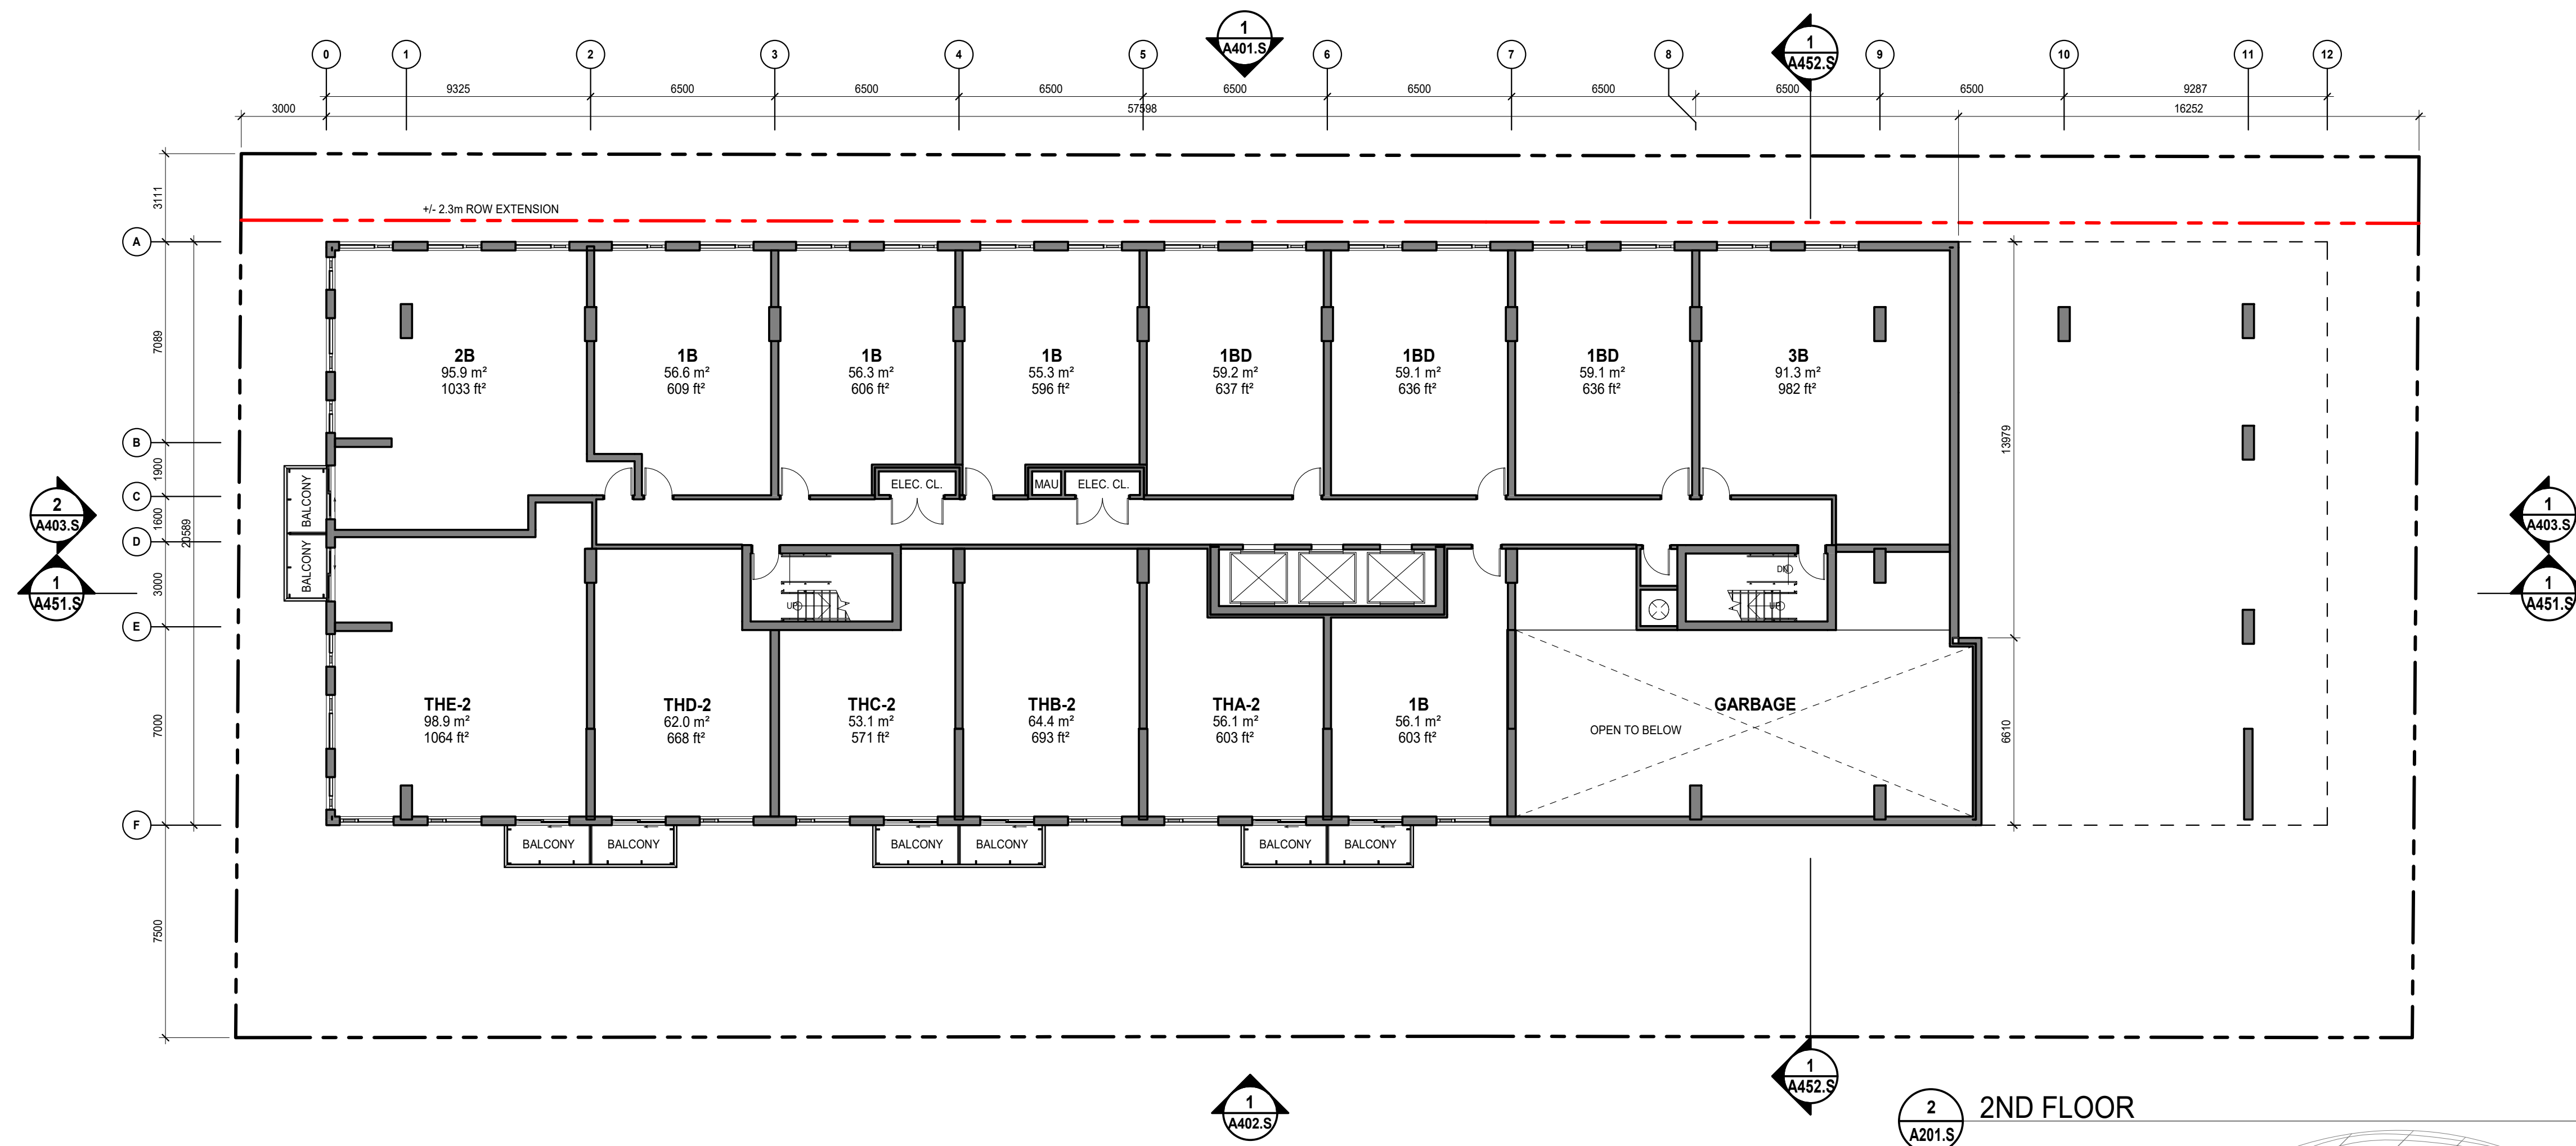 1
A401.S
1
A452.S
0 1 2 3 4 5 6 7 8 9 10 11 12
9325 6500 6500 6500 6500 6500 6500 6500 6500 9287
3000 57598 16252
3111
+/- 2.3m ROW EXTENSION
A
7089
2B
95.9 m²
1033 ft²
1B
56.6 m²
609 ft²
1B
56.3 m²
606 ft²
1B
55.3 m²
596 ft²
1BD
59.2 m²
637 ft²
1BD
59.1 m²
636 ft²
1BD
59.1 m²
636 ft²
3B
91.3 m²
982 ft²
13979
B
1900
C
1600
D
20589
3000
E
7000
F
7500
BALCONY
BALCONY
ELEC. CL.
MAU
ELEC. CL.
2
A403.S
1
A451.S
1
A403.S
1
A451.S
UP
DN
UP
THE-2
98.9 m²
1064 ft²
THD-2
62.0 m²
668 ft²
THC-2
53.1 m²
571 ft²
THB-2
64.4 m²
693 ft²
THA-2
56.1 m²
603 ft²
1B
56.1 m²
603 ft²
GARBAGE
OPEN TO BELOW
6610
BALCONY
BALCONY
BALCONY
BALCONY
BALCONY
BALCONY
1
A402.S
1
A452.S
2
A201.S
2ND FLOOR